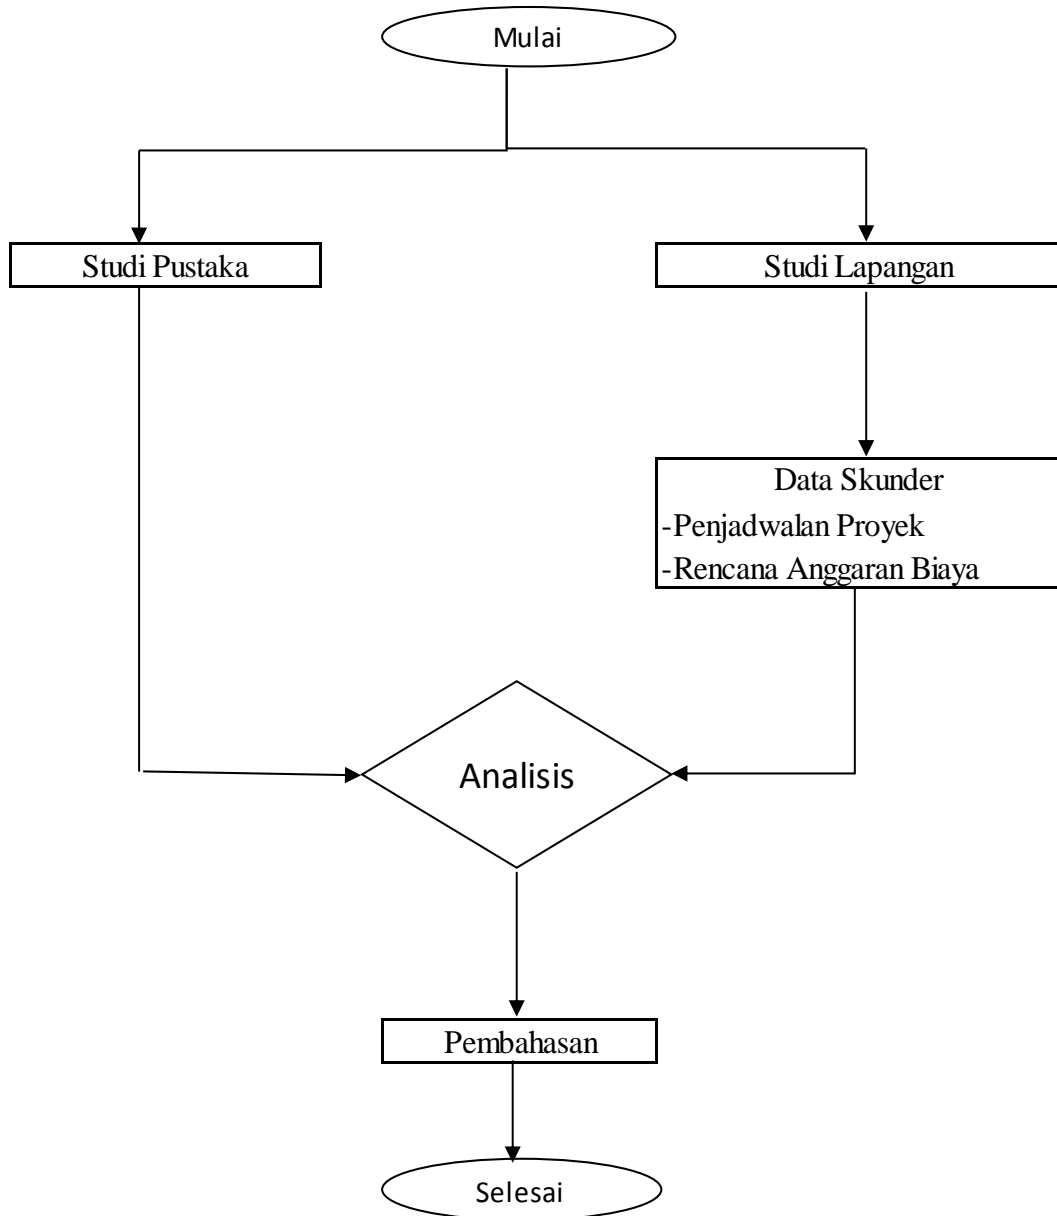 Mulai
Studi Pustaka
Studi Lapangan
Data Skunder
-Penjadwalan Proyek
-Rencana Anggaran Biaya
Analisis
Pembahasan
Selesai